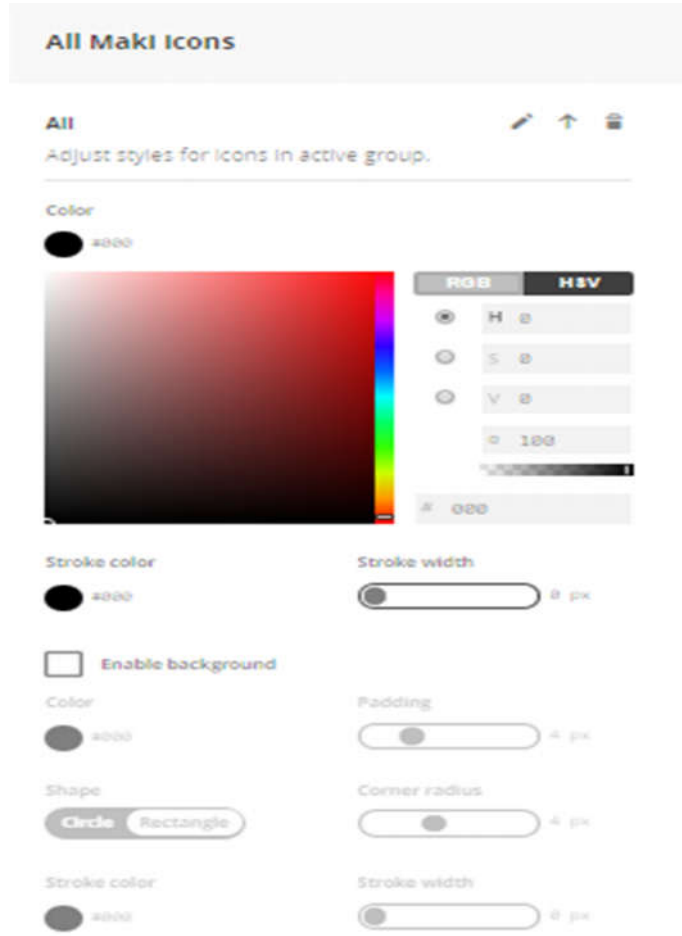 All Maki Icons
All
Adjust styles for icons in active group.
Color
#000
RGB HSV
H 0
S 0
V 0
α 100
# 000
Stroke color Stroke width
#000 0 px
Enable background
Color Padding
#000 4 px
Shape Corner radius
Circle Rectangle 4 px
Stroke color Stroke width
#000 0 px